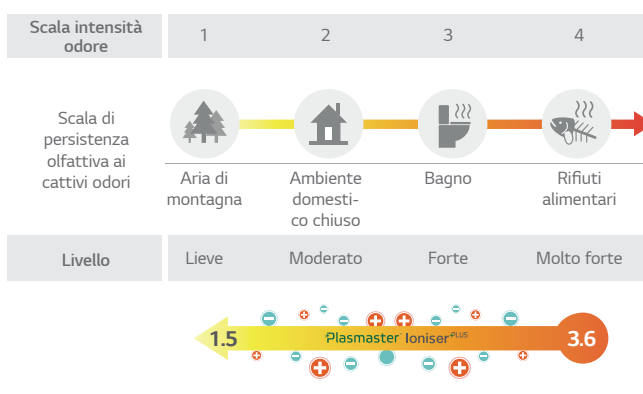 Scala intensità
odore
1 2 3 4
Scala di
persistenza
olfattiva ai
cattivi odori
Aria di
montagna
Ambiente
domesti-
co chiuso
Bagno
Rifiuti
alimentari
Livello Lieve Moderato Forte Molto forte
1.5 Plasmaster™ Ioniser PLUS 3.6